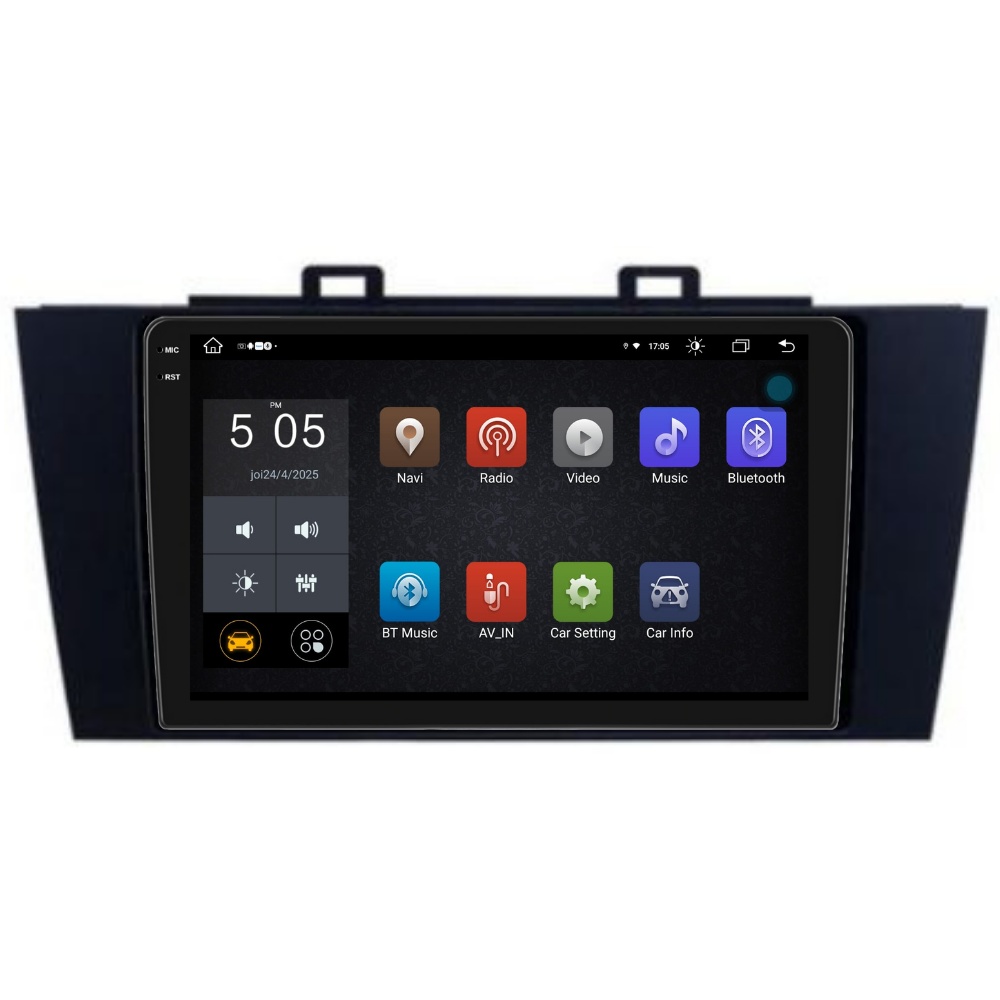 MIC
17:05
RST
PM
5 05
joi24/4/2025
Navi
Radio
Video
Music
Bluetooth
BT Music
AV_IN
Car Setting
Car Info